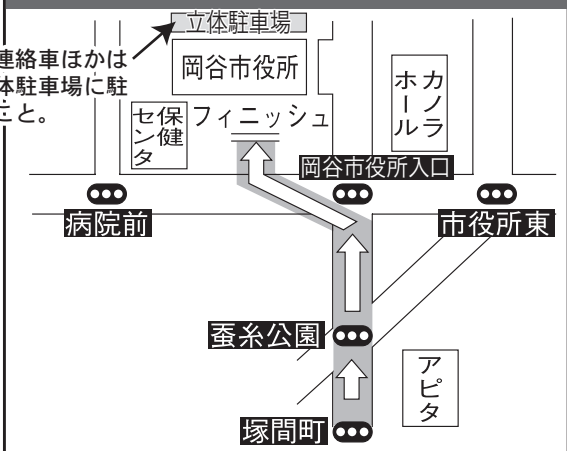 立体駐車場
連絡車ほかは
体駐車場に駐
こと。
岡谷市役所
カノラ
ホール
保健
センタ
フィニッシュ
岡谷市役所入口
病院前
市役所東
蚕糸公園
アピタ
塚間町